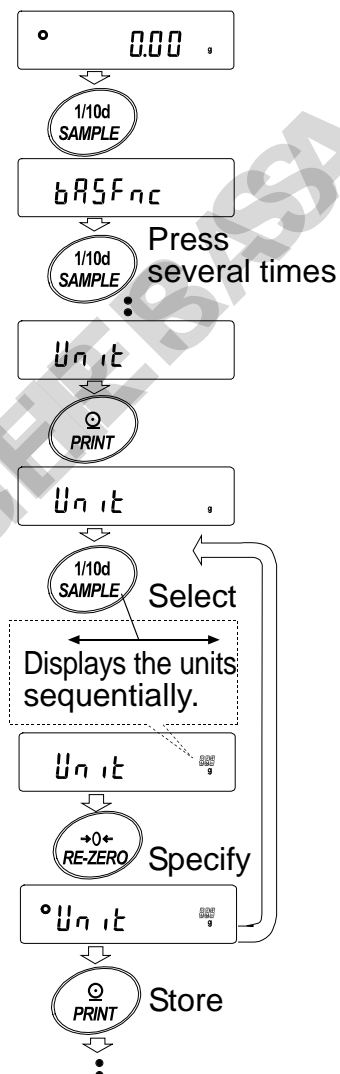 0.00 g
1/10d
SAMPLE
bASFnc
1/10d
SAMPLE
Press
several times
Unit
PRINT
Unit g
1/10d
SAMPLE
Select
Displays the units
sequentially.
Unit g
→0←
RE-ZERO
Specify
Unit g
PRINT
Store